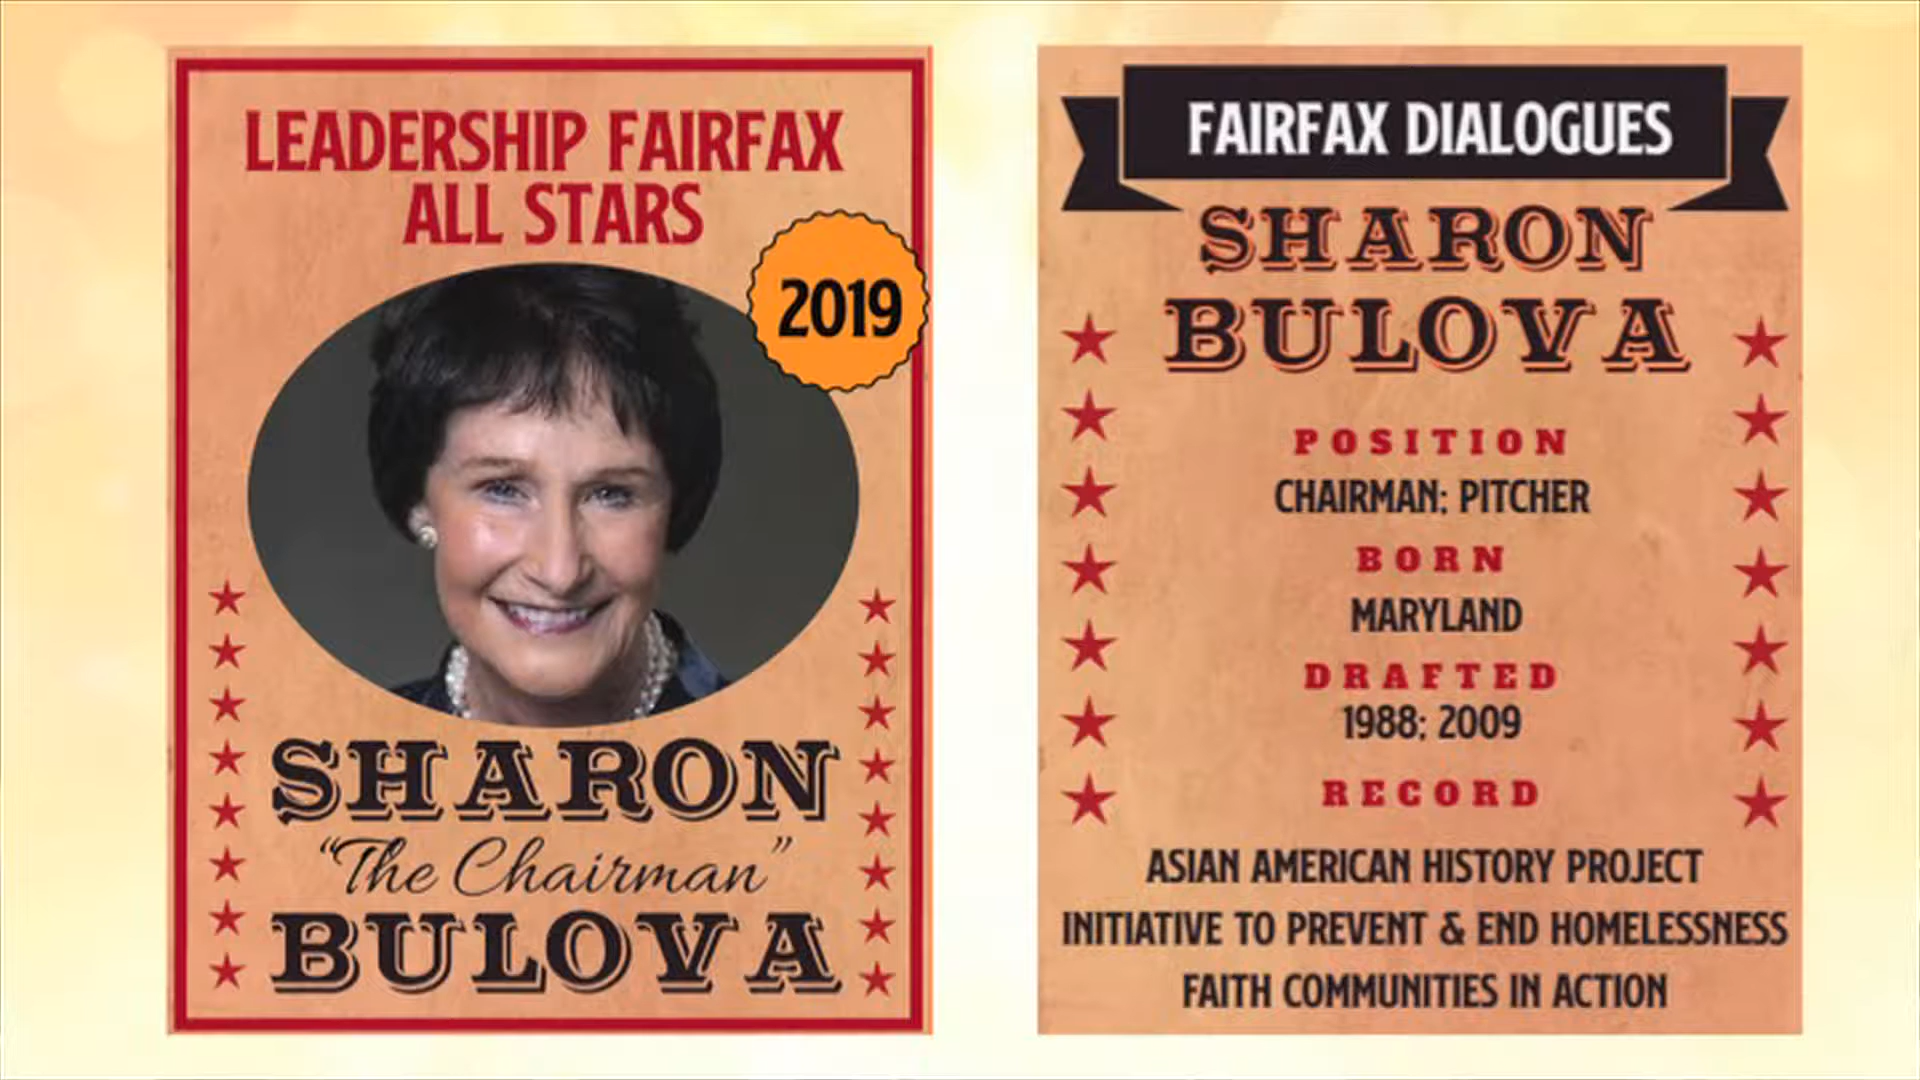 LEADERSHIP FAIRFAX
ALL STARS
2019
SHARON
“The Chairman”
BULOVA
FAIRFAX DIALOGUES
SHARON
BULOVA
POSITION
CHAIRMAN; PITCHER
BORN
MARYLAND
DRAFTED
1988; 2009
RECORD
ASIAN AMERICAN HISTORY PROJECT
INITIATIVE TO PREVENT & END HOMELESSNESS
FAITH COMMUNITIES IN ACTION